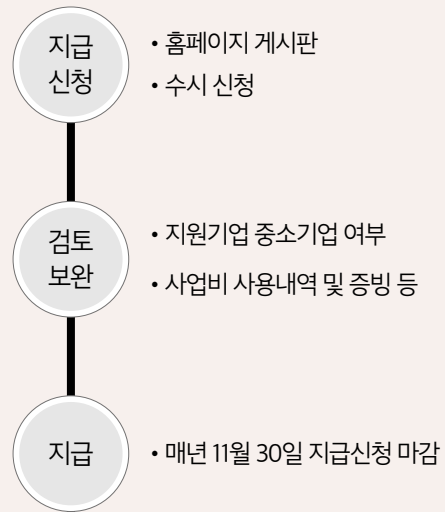 지급
신청
• 홈페이지 게시판
• 수시 신청
검토
보완
• 지원기업 중소기업 여부
• 사업비 사용내역 및 증빙 등
지급
• 매년 11월 30일 지급신청 마감